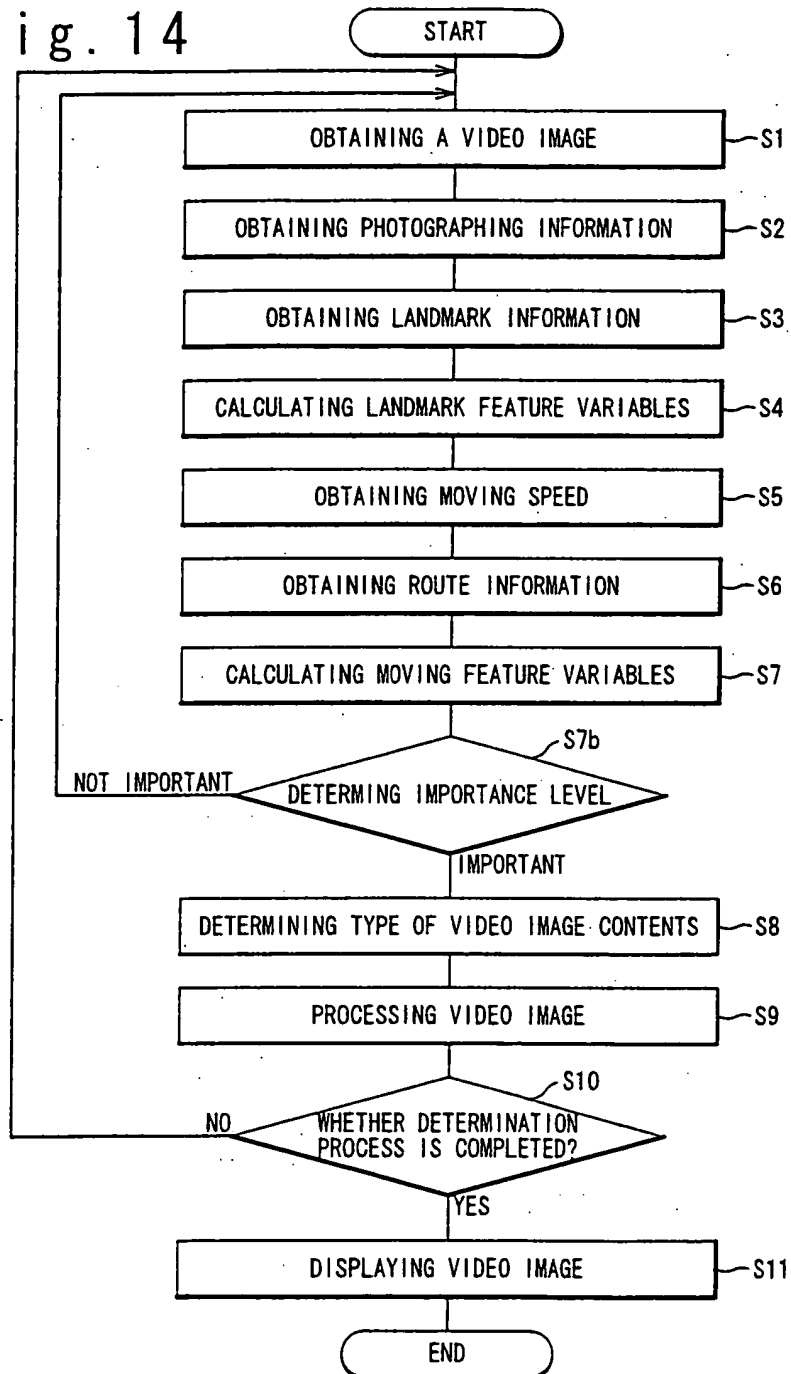 ig. 14
START
OBTAINING A VIDEO IMAGE
S1
OBTAINING PHOTOGRAPHING INFORMATION
S2
OBTAINING LANDMARK INFORMATION
S3
CALCULATING LANDMARK FEATURE VARIABLES
S4
OBTAINING MOVING SPEED
S5
OBTAINING ROUTE INFORMATION
S6
CALCULATING MOVING FEATURE VARIABLES
S7
S7b
NOT IMPORTANT
DETERMING IMPORTANCE LEVEL
IMPORTANT
DETERMINING TYPE OF VIDEO IMAGE CONTENTS
S8
PROCESSING VIDEO IMAGE
S9
S10
NO
WHETHER DETERMINATION
PROCESS IS COMPLETED?
YES
DISPLAYING VIDEO IMAGE
S11
END